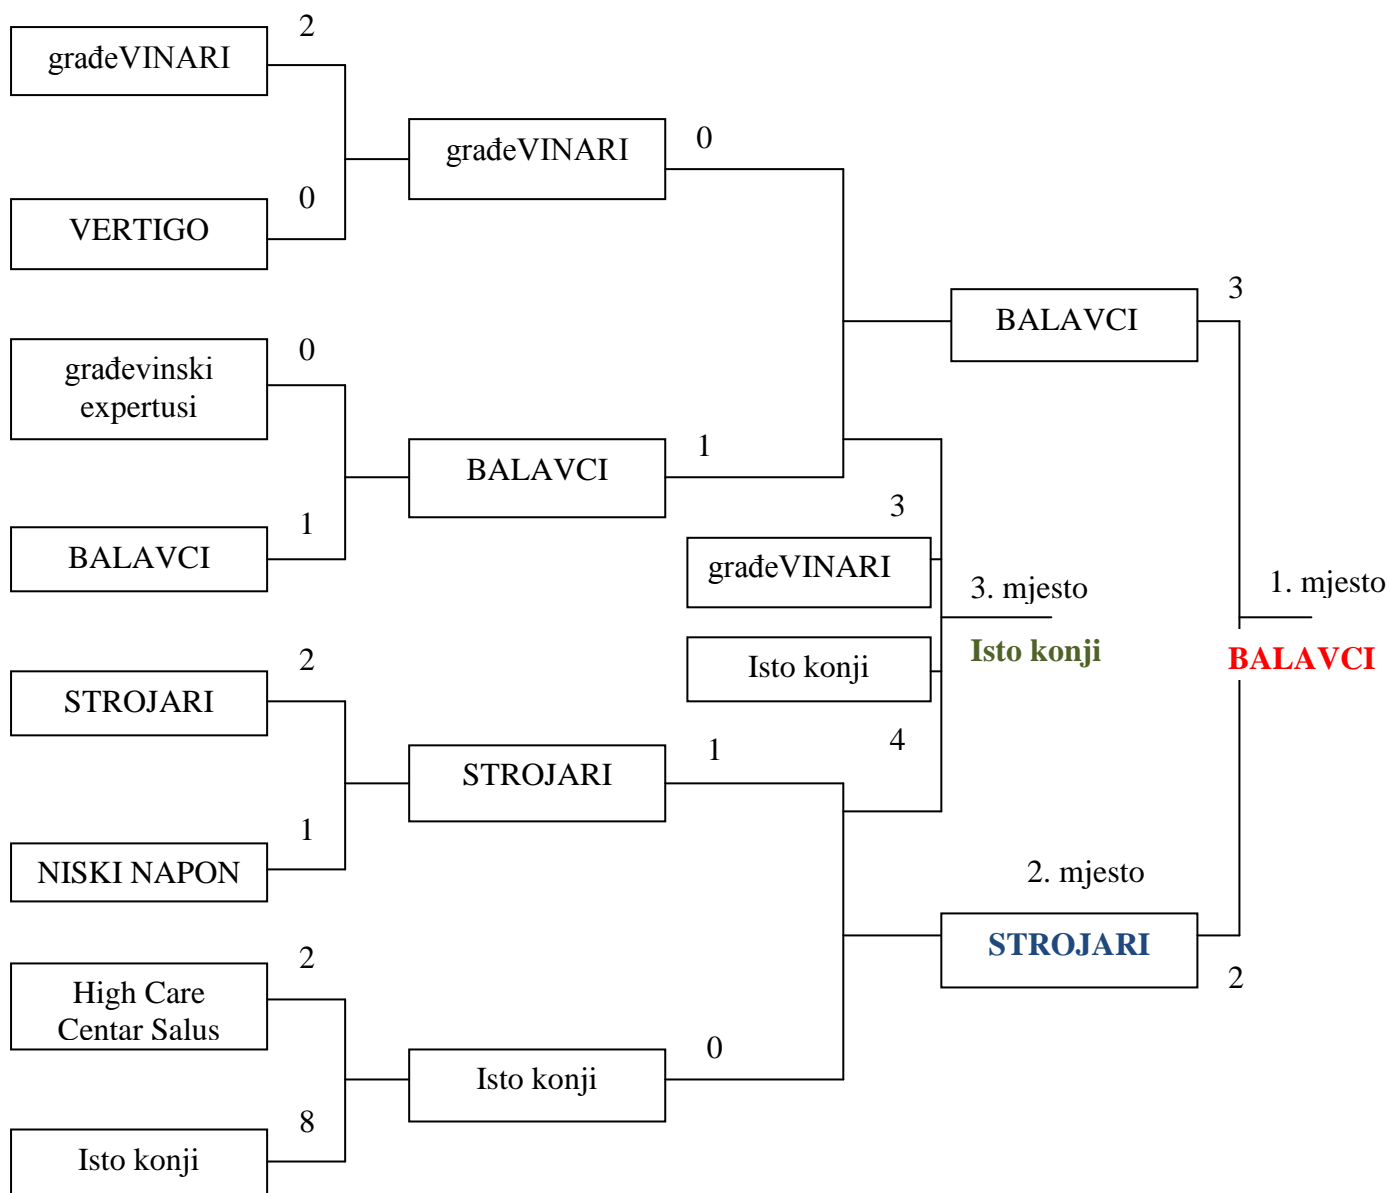 2
građeVINARI
0
VERTIGO
građeVINARI
0
0
građevinski
expertusi
1
BALAVCI
BALAVCI
1
BALAVCI
3
3
građeVINARI
Isto konji
4
3. mjesto
Isto konji
1. mjesto
BALAVCI
2
STROJARI
1
NISKI NAPON
STROJARI
1
2. mjesto
STROJARI
2
2
High Care
Centar Salus
8
Isto konji
Isto konji
0